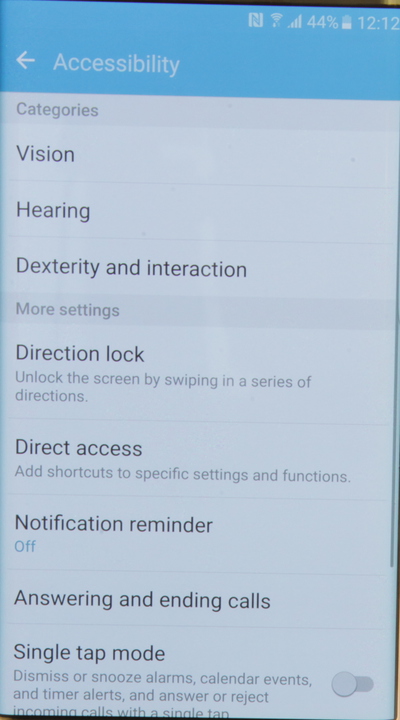 44% 12:12
Accessibility
Categories
Vision
Hearing
Dexterity and interaction
More settings
Direction lock
Unlock the screen by swiping in a series of
directions.
Direct access
Add shortcuts to specific settings and functions.
Notification reminder
Off
Answering and ending calls
Single tap mode
Dismiss or snooze alarms, calendar events,
and timer alerts, and answer or reject
incoming calls with a single tap